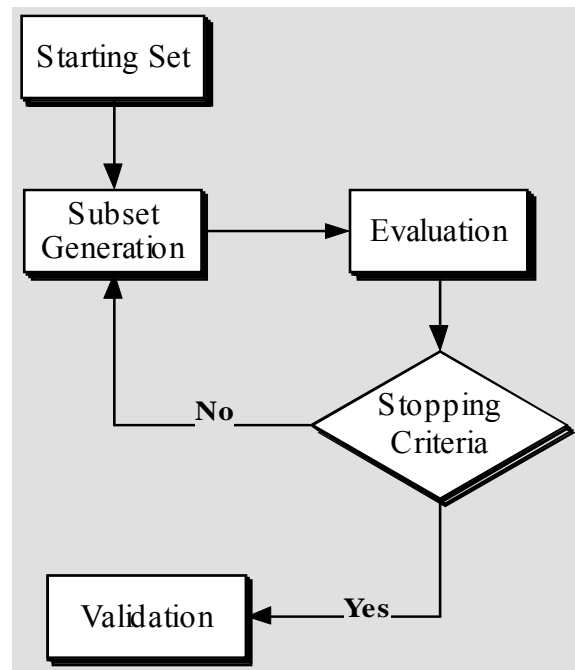 Starting Set
Subset
Generation
Evaluation
Stopping
Criteria
No
Yes
Validation